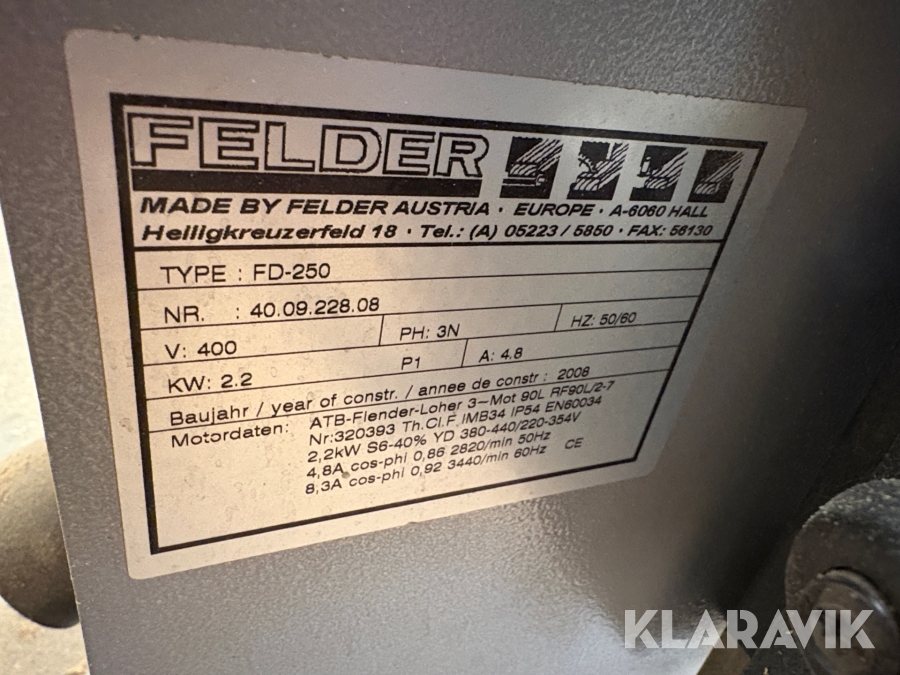 FELDER
MADE BY FELDER AUSTRIA · EUROPE · A-6060 HALL
Heiligkreuzerfeld 18 · Tel.: (A) 05223 / 5850 · FAX: 56130
TYPE : FD-250
NR. : 40.09.228.08
V: 400 PH: 3N HZ: 50/60
KW: 2.2 P1 A: 4.8
Baujahr / year of constr. / annee de constr : 2008
Motordaten: ATB-Flender-Loher 3~Mot 90L RF90L/2-7
Nr:320393 Th.Cl.F IMB34 IP54 EN60034
2,2kW S6-40% YD 380-440/220-354V
4,8A cos-phi 0,86 2820/min 50Hz
8,3A cos-phi 0,92 3440/min 60Hz CE
KLARAVIK